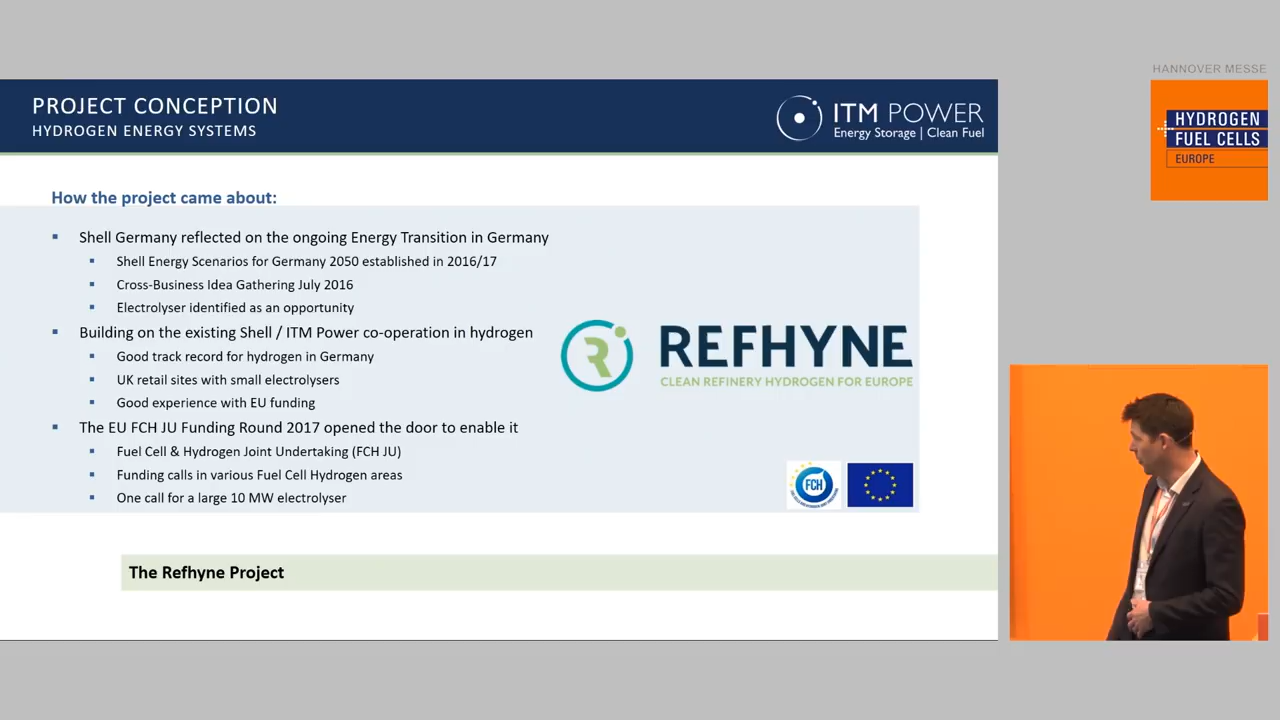 HANNOVER MESSE
HYDROGEN
FUEL CELLS
EUROPE
PROJECT CONCEPTION
HYDROGEN ENERGY SYSTEMS
ITM POWER
Energy Storage | Clean Fuel
How the project came about:
Shell Germany reflected on the ongoing Energy Transition in Germany
Shell Energy Scenarios for Germany 2050 established in 2016/17
Cross-Business Idea Gathering July 2016
Electrolyser identified as an opportunity
Building on the existing Shell / ITM Power co-operation in hydrogen
Good track record for hydrogen in Germany
UK retail sites with small electrolysers
Good experience with EU funding
The EU FCH JU Funding Round 2017 opened the door to enable it
Fuel Cell & Hydrogen Joint Undertaking (FCH JU)
Funding calls in various Fuel Cell Hydrogen areas
One call for a large 10 MW electrolyser
REFHYNE
CLEAN REFINERY HYDROGEN FOR EUROPE
FCH
The Refhyne Project